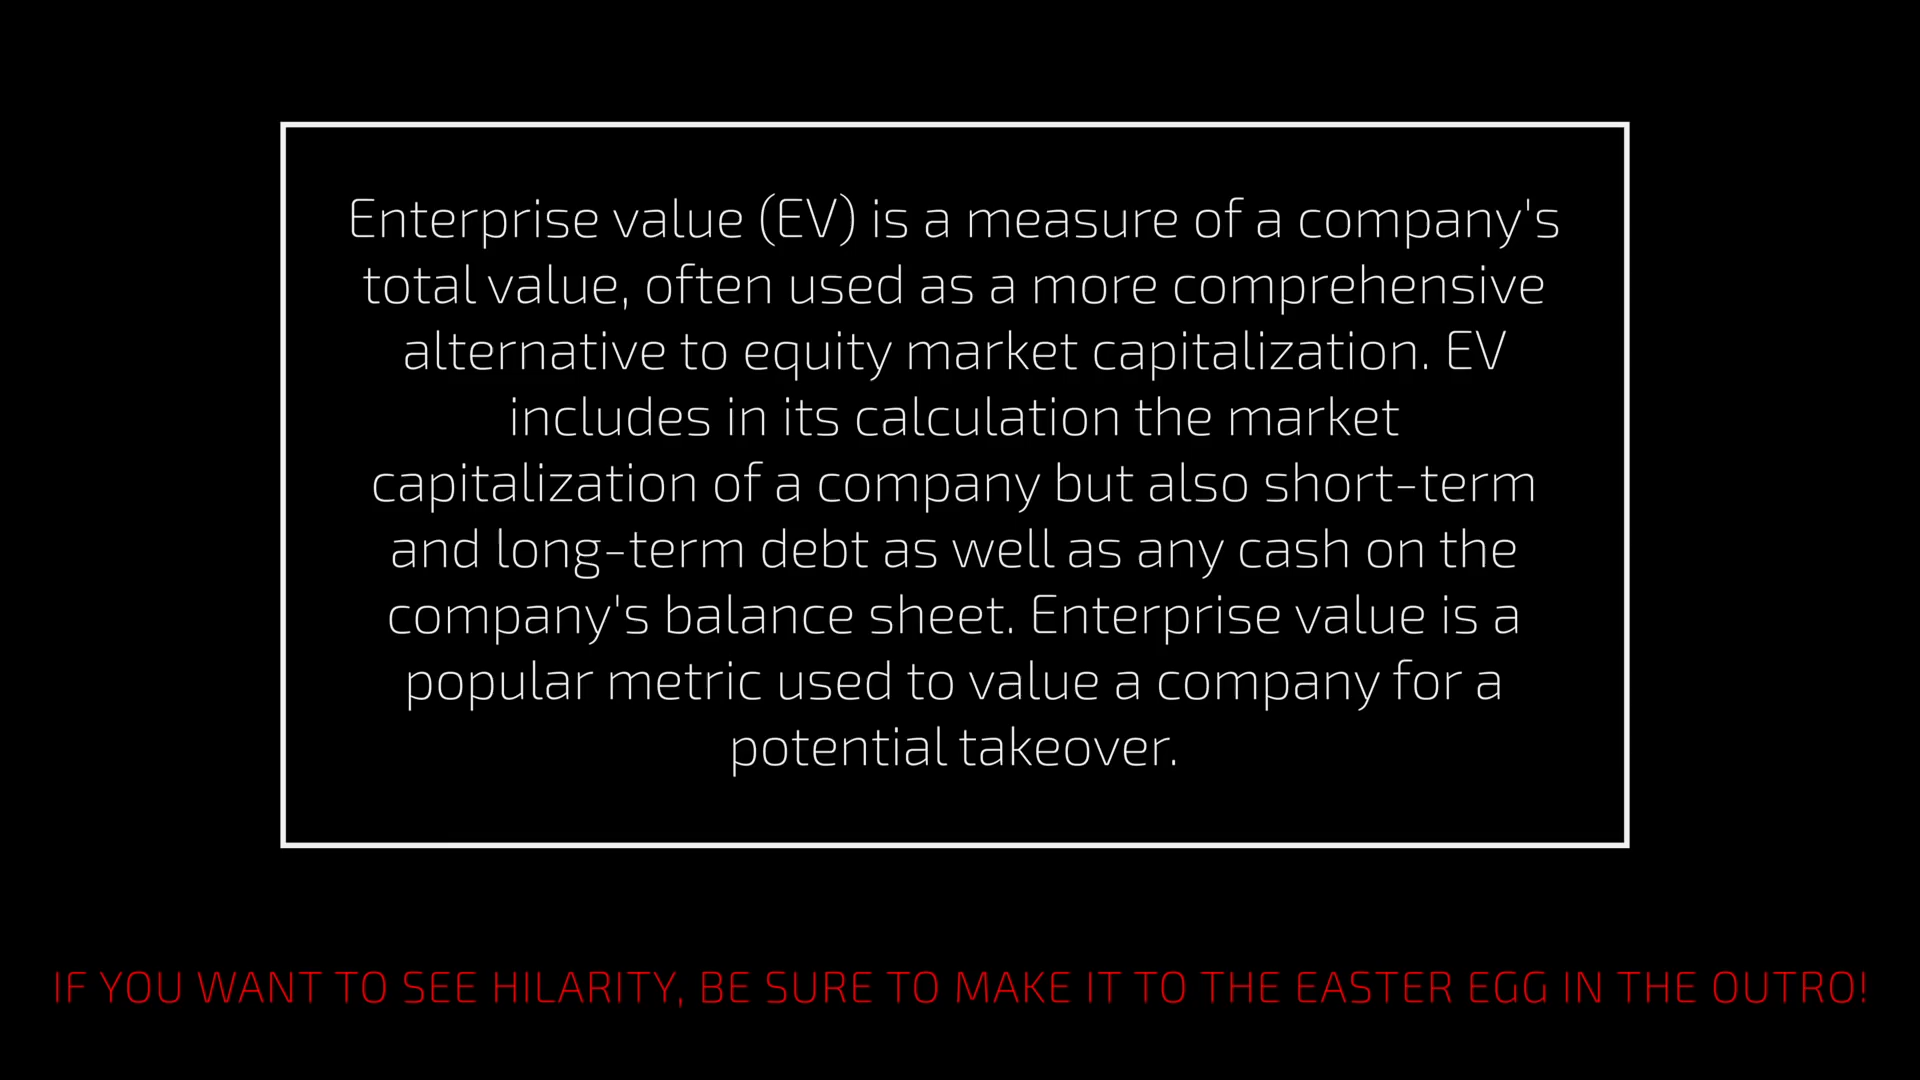 Enterprise value (EV) is a measure of a company's
total value, often used as a more comprehensive
alternative to equity market capitalization. EV
includes in its calculation the market
capitalization of a company but also short-term
and long-term debt as well as any cash on the
company's balance sheet. Enterprise value is a
popular metric used to value a company for a
potential takeover.
IF YOU WANT TO SEE HILARITY, BE SURE TO MAKE IT TO THE EASTER EGG IN THE OUTRO!